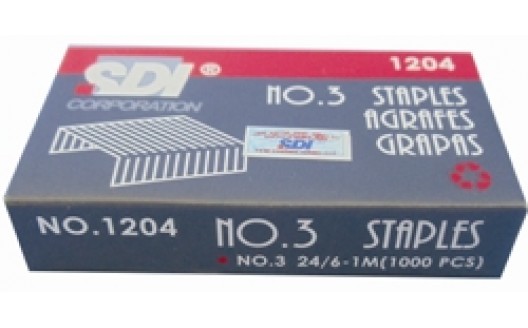 SDI®
CORPORATION
1204
NO.3 STAPLES
AGRAFES
GRAPAS
SDI
NO.1204 NO.3 STAPLES
NO.3 24/6-1M(1000 PCS)